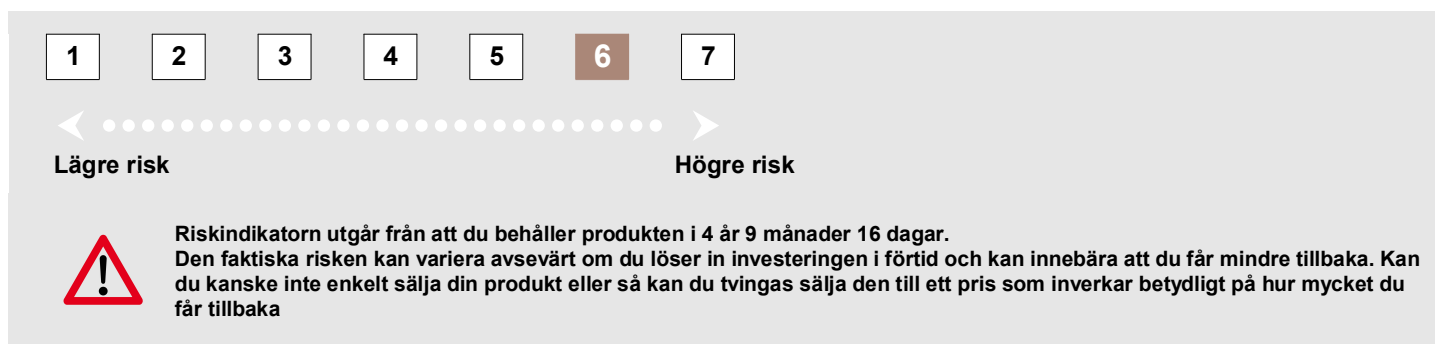 1 2 3 4 5 6 7
Lägre risk Högre risk
Riskindikatorn utgår från att du behåller produkten i 4 år 9 månader 16 dagar.
Den faktiska risken kan variera avsevärt om du löser in investeringen i förtid och kan innebära att du får mindre tillbaka. Kan
du kanske inte enkelt sälja din produkt eller så kan du tvingas sälja den till ett pris som inverkar betydligt på hur mycket du
får tillbaka